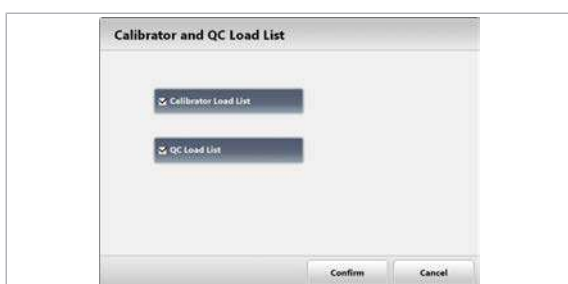 Calibrator and QC Load List
Calibrator Load List
QC Load List
Confirm Cancel